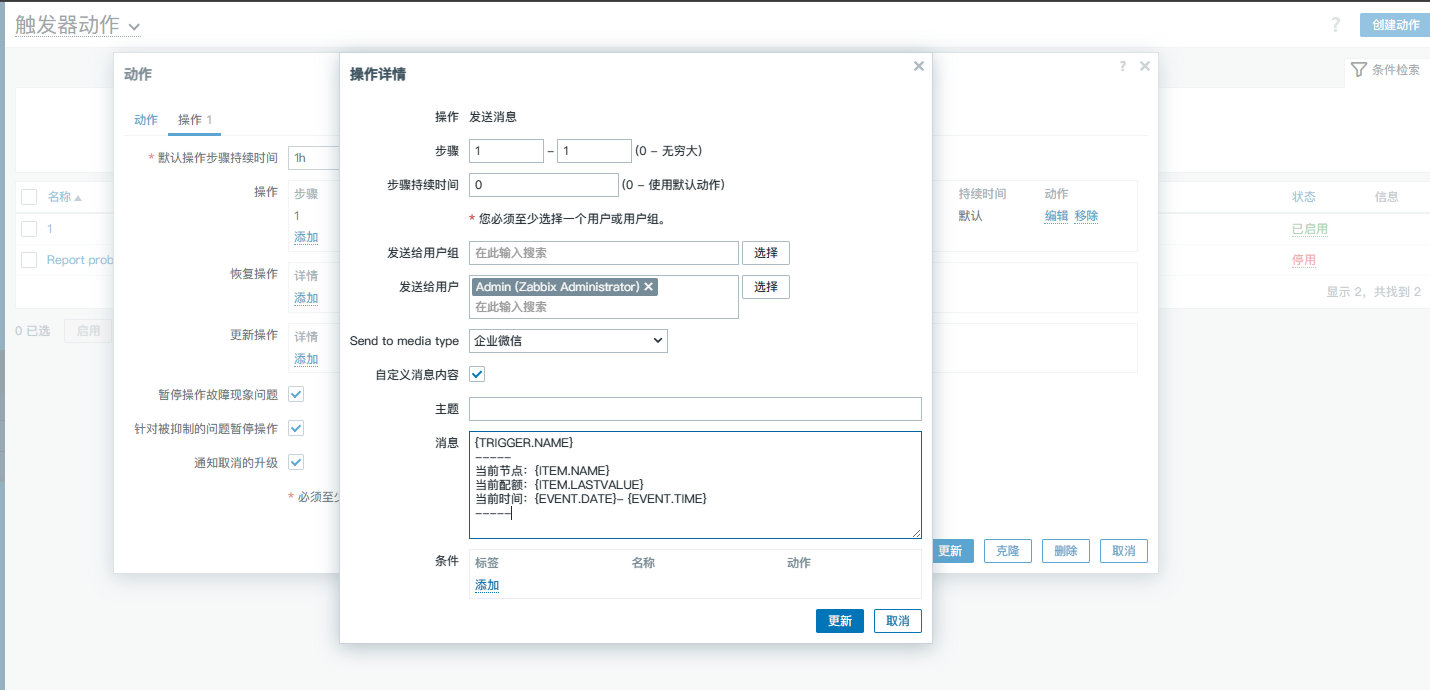 触发器动作
?
创建动作
条件检索
动作
?
动作
操作 1
* 默认操作步骤持续时间
1h
操作
步骤
持续时间
动作
1
默认
编辑 移除
添加
恢复操作
详情
添加
更新操作
详情
添加
暂停操作故障现象问题
针对被抑制的问题暂停操作
通知取消的升级
* 必须至少
更新
克隆
删除
取消
名称
状态
信息
1
已启用
Report prob
停用
显示 2，共找到 2
0 已选
启用
操作详情
操作
发送消息
步骤
1 – 1 (0 – 无穷大)
步骤持续时间
0 (0 – 使用默认动作)
* 您必须至少选择一个用户或用户组。
发送给用户组
在此输入搜索
选择
发送给用户
Admin (Zabbix Administrator)
在此输入搜索
选择
Send to media type
企业微信
自定义消息内容
主题
消息
{TRIGGER.NAME}
-----
当前节点：{ITEM.NAME}
当前配额：{ITEM.LASTVALUE}
当前时间：{EVENT.DATE}- {EVENT.TIME}
-----
条件
标签
名称
动作
添加
更新
取消